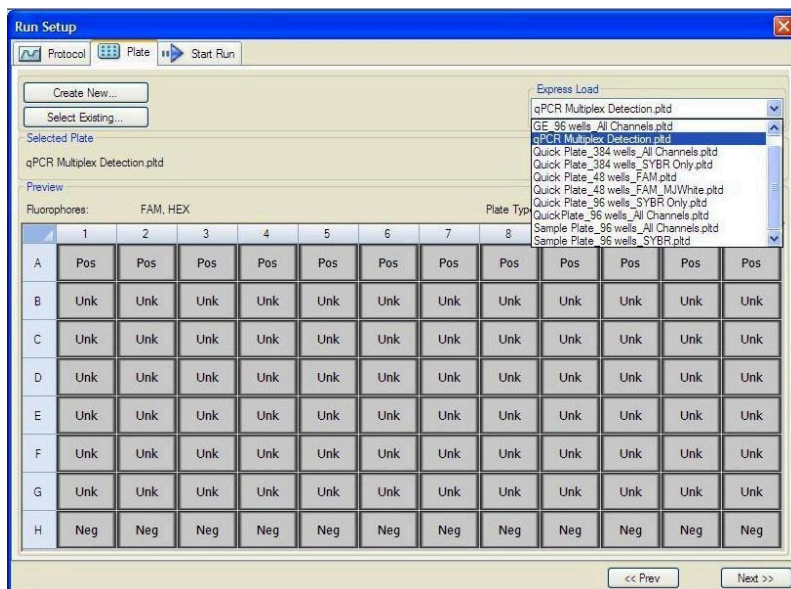 Run Setup
Protocol Plate Start Run
Create New...
Select Existing...
Express Load
qPCR Multiplex Detection.pltd
GE_96 wells_All Channels.pltd
qPCR Multiplex Detection.pltd
Quick Plate_384 wells_All Channels.pltd
Quick Plate_384 wells_SYBR Only.pltd
Quick Plate_48 wells_FAM.pltd
Quick Plate_48 wells_FAM_MJWhite.pltd
Quick Plate_96 wells_SYBR Only.pltd
QuickPlate_96 wells_All Channels.pltd
Sample Plate_96 wells_All Channels.pltd
Sample Plate_96 wells_SYBR.pltd
Selected Plate
qPCR Multiplex Detection.pltd
Preview
Fluorophores: FAM, HEX Plate Typ
1 2 3 4 5 6 7 8
A Pos Pos Pos Pos Pos Pos Pos Pos Pos Pos Pos Pos
B Unk Unk Unk Unk Unk Unk Unk Unk Unk Unk Unk Unk
C Unk Unk Unk Unk Unk Unk Unk Unk Unk Unk Unk Unk
D Unk Unk Unk Unk Unk Unk Unk Unk Unk Unk Unk Unk
E Unk Unk Unk Unk Unk Unk Unk Unk Unk Unk Unk Unk
F Unk Unk Unk Unk Unk Unk Unk Unk Unk Unk Unk Unk
G Unk Unk Unk Unk Unk Unk Unk Unk Unk Unk Unk Unk
H Neg Neg Neg Neg Neg Neg Neg Neg Neg Neg Neg Neg
<< Prev Next >>